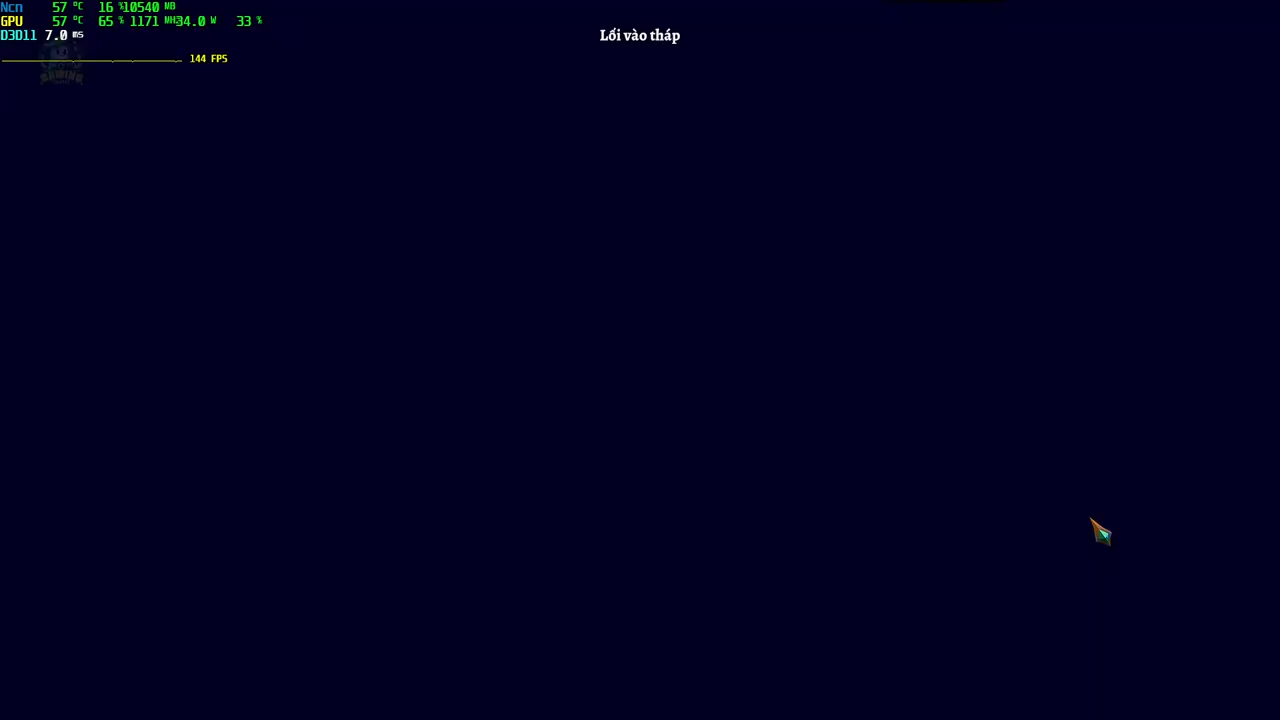 Ncn 57 °C 16 % 10540 MB
GPU 57 °C 65 % 1171 MHz 34.0 W 33 %
D3D11 7.0 ms
Lối vào tháp
144 FPS
GAMING